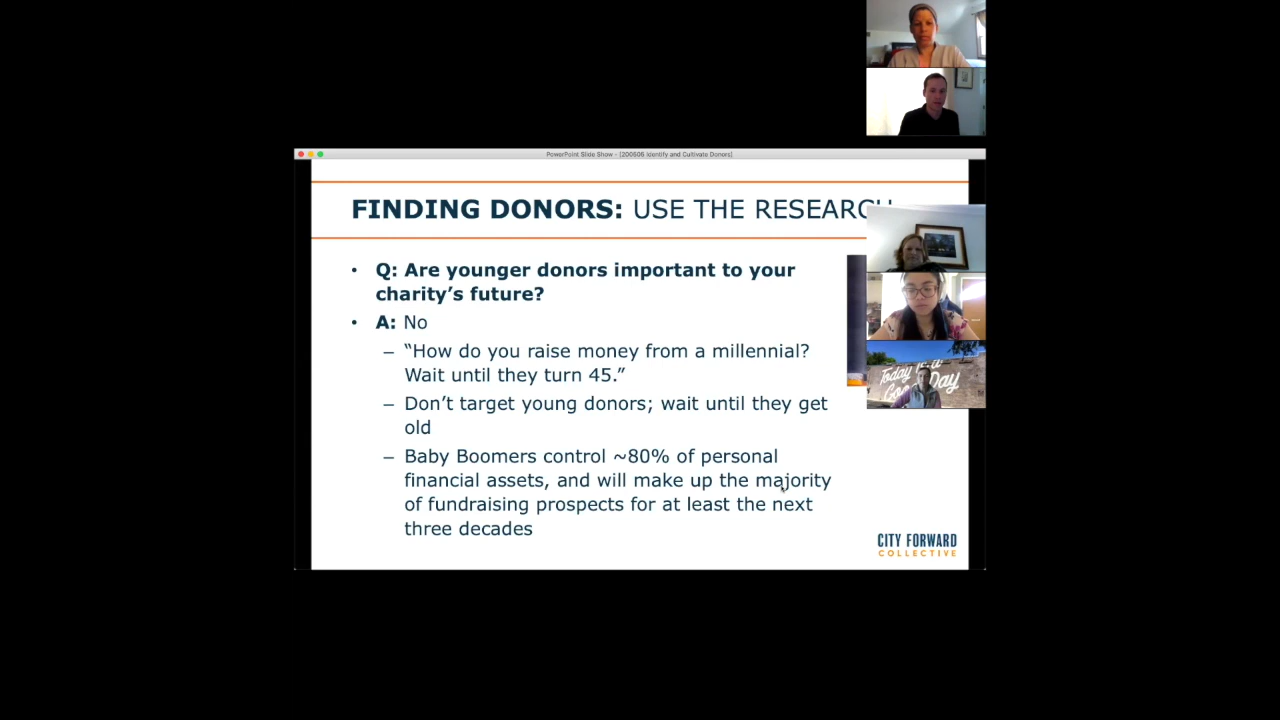 PowerPoint Slide Show - [200506 Identify and Cultivate Donors]
FINDING DONORS: USE THE RESEARCH
• Q: Are younger donors important to your
charity’s future?
• A: No
– “How do you raise money from a millennial?
Wait until they turn 45.”
– Don’t target young donors; wait until they get
old
– Baby Boomers control ~80% of personal
financial assets, and will make up the majority
of fundraising prospects for at least the next
three decades
CITY FORWARD
COLLECTIVE
Today
Day